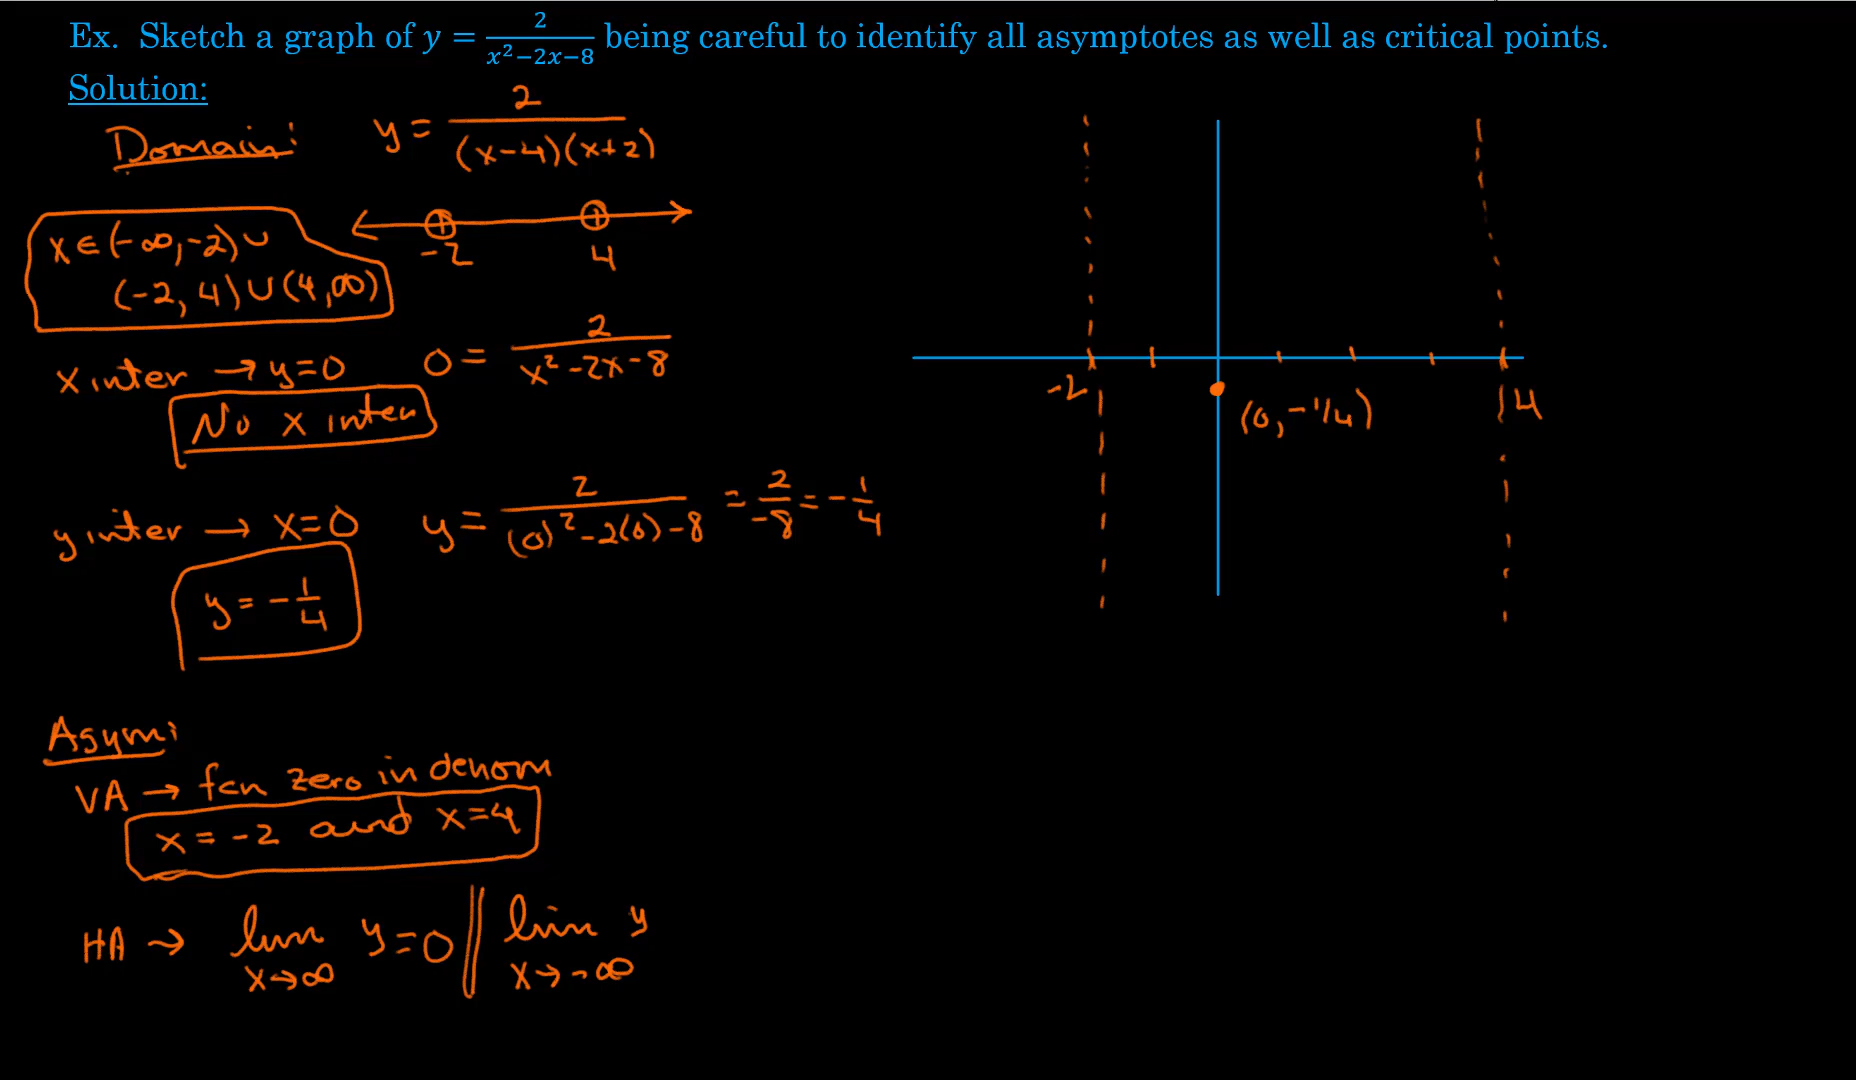 Ex. Sketch a graph of y = 2/(x²−2x−8) being careful to identify all asymptotes as well as critical points.
Solution:
Domain: y = 2/((x-4)(x+2))
x ∈ (-∞,-2) ∪
(-2, 4) ∪ (4,∞)
-2 4
x inter → y=0 0 = 2/(x²-2x-8)
No x inter
y inter → x=0 y = 2/((0)²-2(0)-8) = 2/-8 = -1/4
y = -1/4
Asym:
VA → fcn zero in denom
x = -2 and x=4
HA → lim x→∞ y=0 || lim x→-∞ y
-2 4
(0, -1/4)